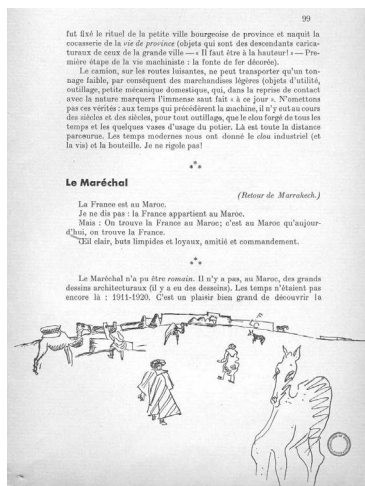 99
fut fixé le rituel de la petite ville bourgeoise de province et naquit la
cocasserie de la vie de province (objets qui sont des descendants carica-
turaux de ceux de la grande ville — « Il faut être à la hauteur! » — Pre-
mière étape de la vie machiniste : la fonte de fer décorée).
Le camion, sur les routes luisantes, ne peut transporter qu'un ton-
nage faible, par conséquent des marchandises légères (objets d'utilité,
outillage, petite mécanique domestique, qui, dans la reprise de contact
avec la nature marquera l'immense saut fait « à ce jour ». N'omettons
pas ces vérités : aux temps qui précédèrent la machine, il n'y eut au cours
des siècles et des siècles, pour tout outillage, que le clou forgé de tous les
temps et les quelques vases d'usage du potier. Là est toute la distance
parcourue. Les temps modernes nous ont donné le clou industriel (et
la vis) et la bouteille. Je ne rigole pas!
* * *
Le Maréchal
(Retour de Marrakech.)
La France est au Maroc.
Je ne dis pas : la France appartient au Maroc.
Mais : On trouve la France au Maroc; c'est au Maroc qu'aujour-
d'hui, on trouve la France.
Œil clair, buts limpides et loyaux, amitié et commandement.
* * *
Le Maréchal n'a pu être romain. Il n'y a pas, au Maroc, des grands
dessins architecturaux (il y a eu des desseins). Les temps n'étaient pas
encore là : 1911-1920. C'est un plaisir bien grand de découvrir la